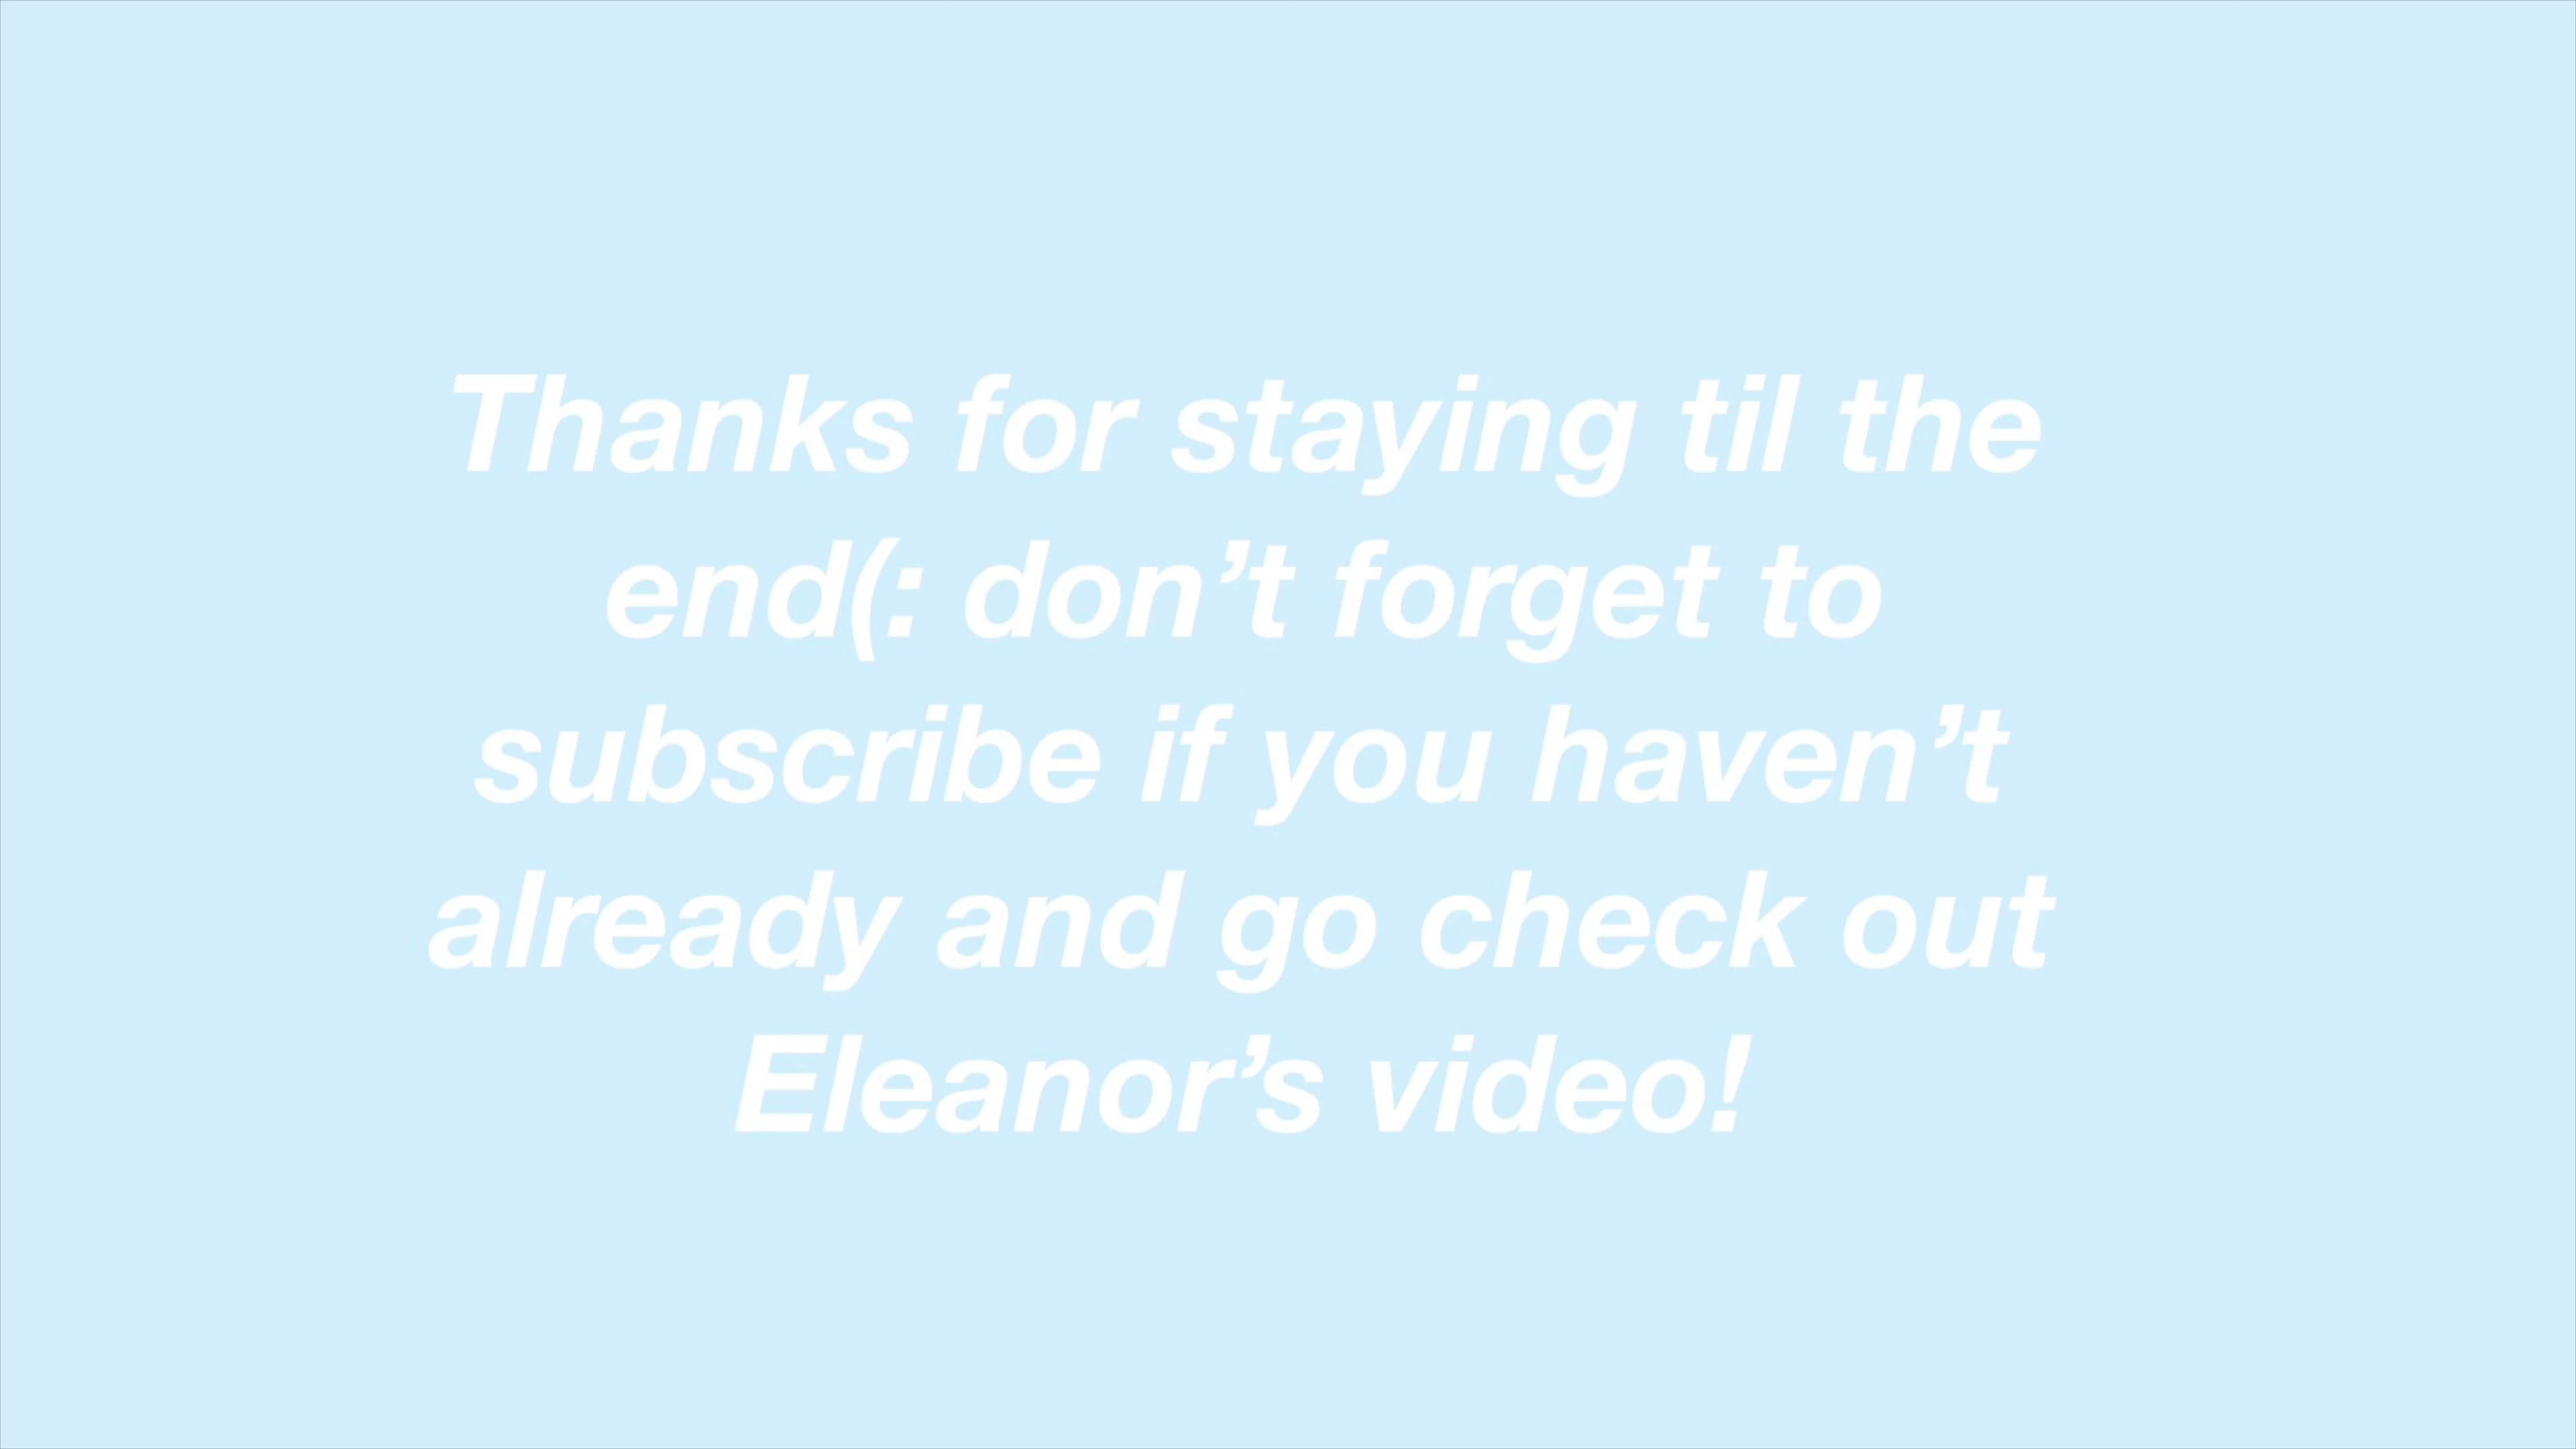 Thanks for staying til the
end(: don’t forget to
subscribe if you haven’t
already and go check out
Eleanor’s video!